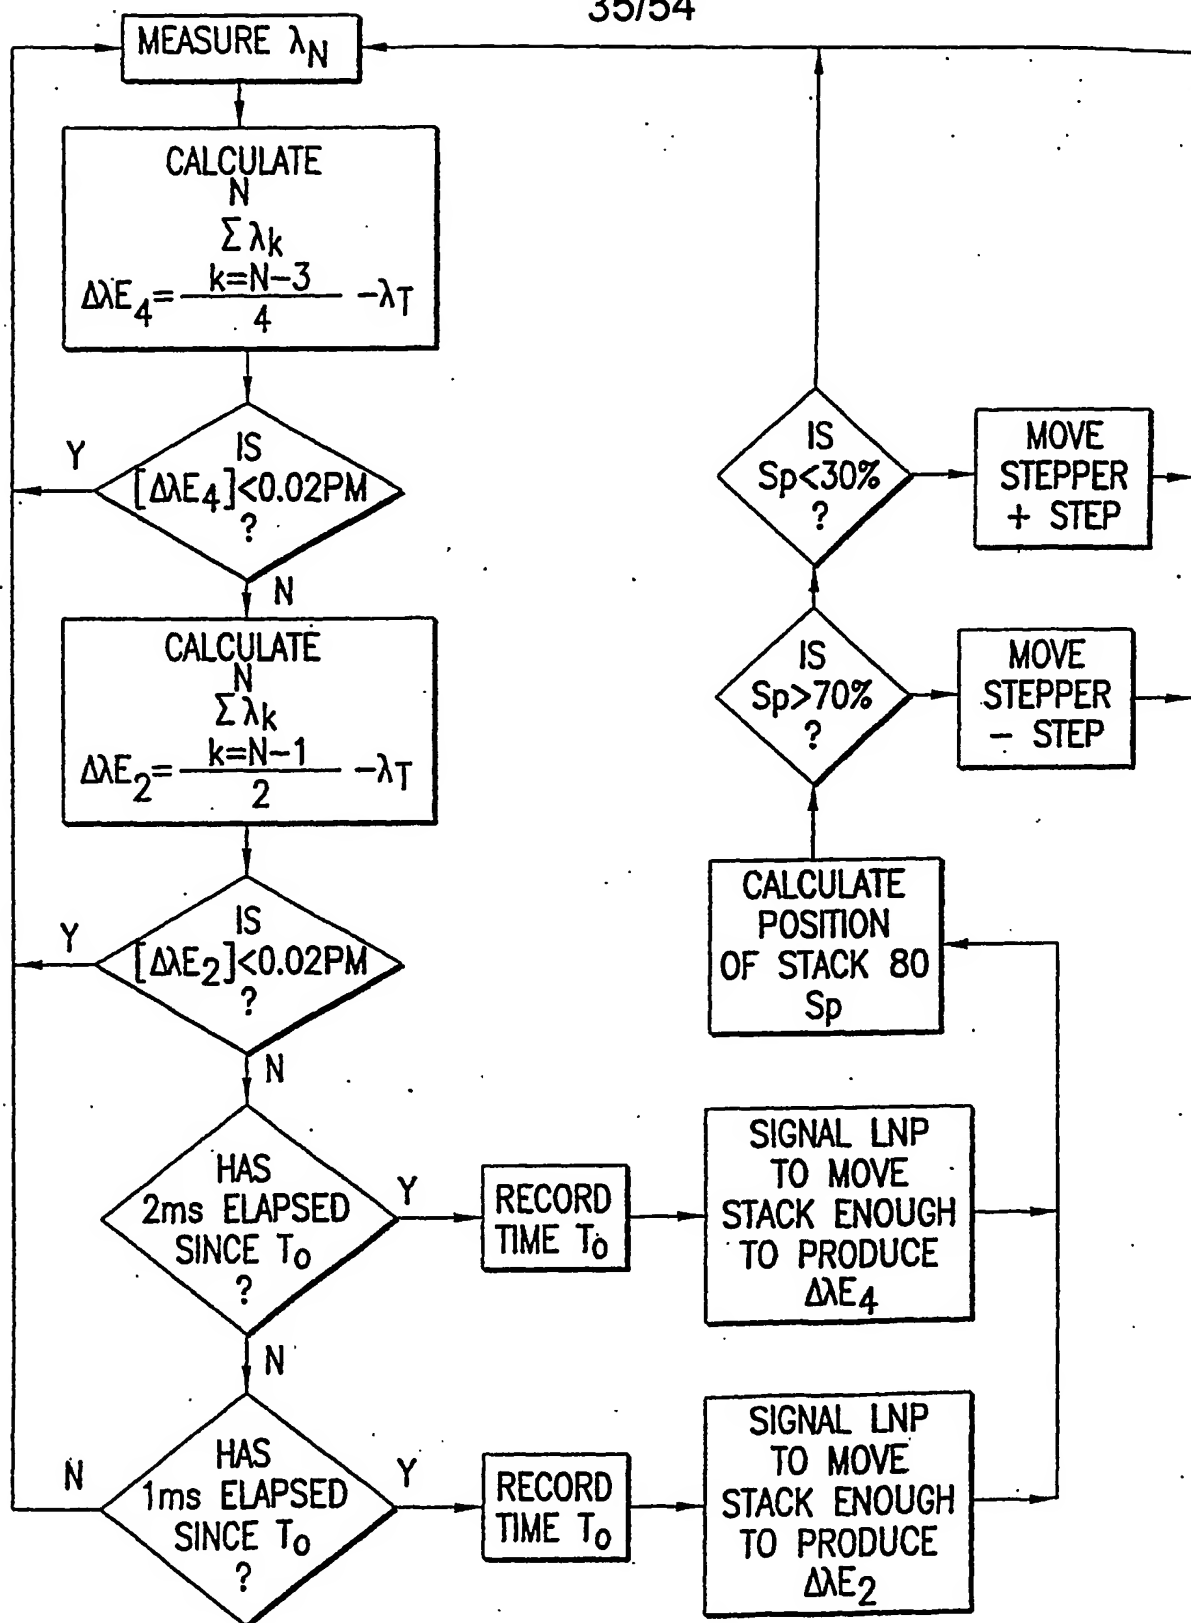 35/54
MEASURE λN
CALCULATE
N
Σ λk
k=N-3
ΔλE4= 4 -λT
IS
[ΔλE4]<0.02PM
?
Y
N
CALCULATE
N
Σ λk
k=N-1
ΔλE2= 2 -λT
IS
[ΔλE2]<0.02PM
?
Y
N
HAS
2ms ELAPSED
SINCE To
?
Y
N
RECORD
TIME To
SIGNAL LNP
TO MOVE
STACK ENOUGH
TO PRODUCE
ΔλE4
HAS
1ms ELAPSED
SINCE To
?
N
Y
RECORD
TIME To
SIGNAL LNP
TO MOVE
STACK ENOUGH
TO PRODUCE
ΔλE2
CALCULATE
POSITION
OF STACK 80
Sp
IS
Sp>70%
?
MOVE
STEPPER
- STEP
IS
Sp<30%
?
MOVE
STEPPER
+ STEP